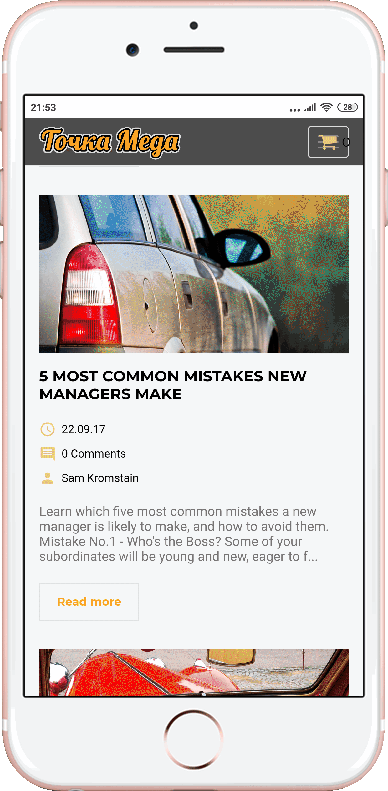 21:53
28
Точка Меда
0
5 MOST COMMON MISTAKES NEW
MANAGERS MAKE
22.09.17
0 Comments
Sam Kromstain
Learn which five most common mistakes a new
manager is likely to make, and how to avoid them.
Mistake No.1 - Who's the Boss? Some of your
subordinates will be young and new, eager to f...
Read more